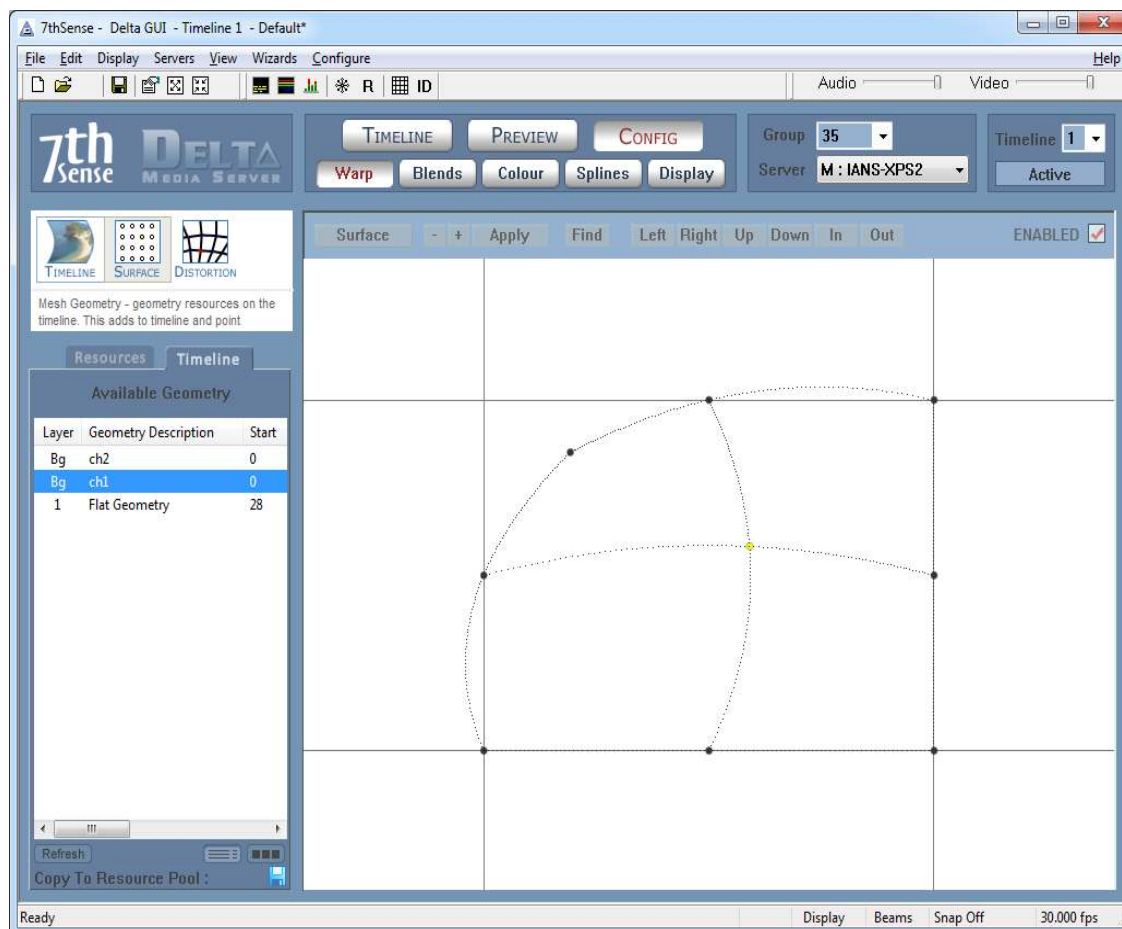 7thSense - Delta GUI - Timeline 1 - Default*
File Edit Display Servers View Wizards Configure Help
R ID Audio Video
7th Sense DELTA MEDIA SERVER
TIMELINE PREVIEW CONFIG
Warp Blends Colour Splines Display
Group 35
Server M : IANS-XPS2
Timeline 1
Active
TIMELINE SURFACE DISTORTION
Mesh Geometry - geometry resources on the
timeline. This adds to timeline and point
Surface - + Apply Find Left Right Up Down In Out ENABLED
Resources Timeline
Available Geometry
Layer Geometry Description Start
Bg ch2 0
Bg ch1 0
1 Flat Geometry 28
Refresh
Copy To Resource Pool :
Ready Display Beams Snap Off 30.000 fps